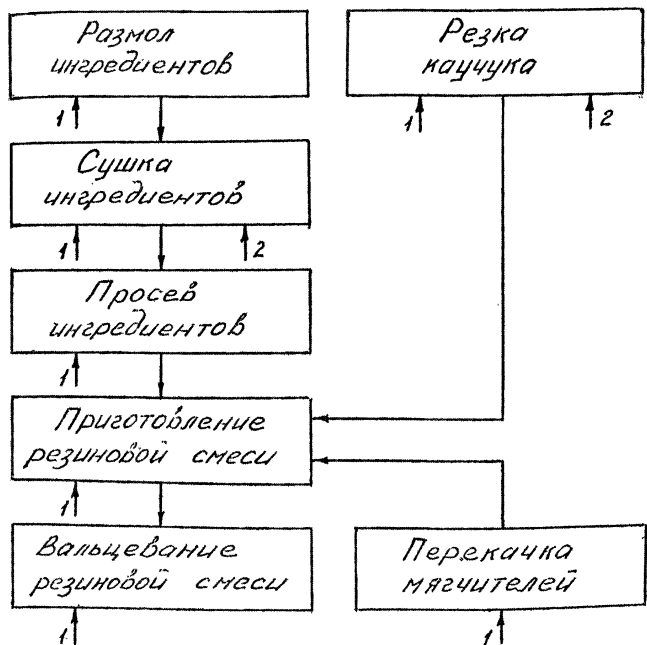 Размол
ингредиентов
1
Резка
каучука
1
2
Сушка
ингредиентов
1
2
Просев
ингредиентов
1
Приготовление
резиновой смеси
1
Вальцевание
резиновой смеси
1
Перекачка
мягчителей
1